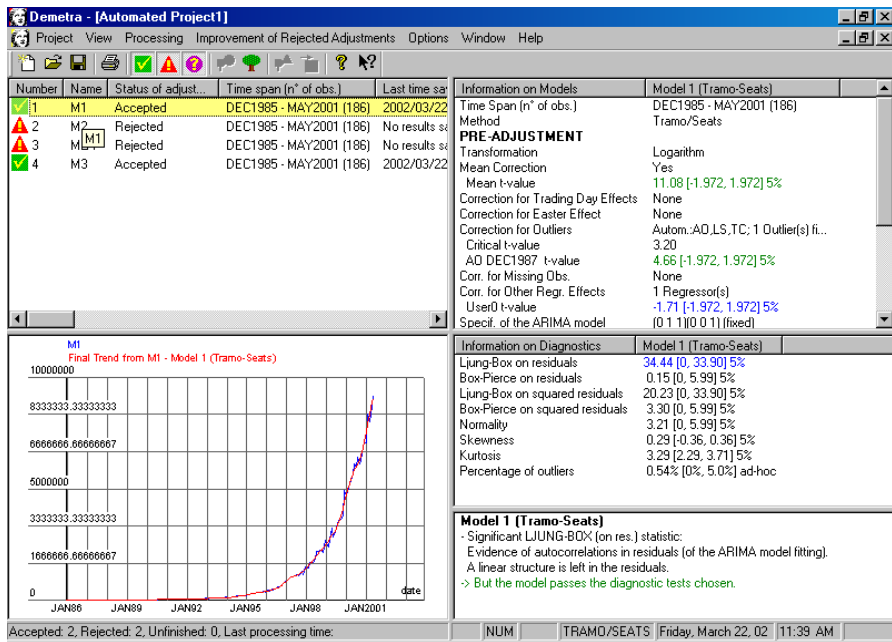 Demetra - [Automated Project1]
Project View Processing Improvement of Rejected Adjustments Options Window Help
Number Name Status of adjust... Time span (n° of obs.) Last time sa
1 M1 Accepted DEC1985 - MAY2001 (186) 2002/03/22
2 M2 Rejected DEC1985 - MAY2001 (186) No results sa
3 Rejected DEC1985 - MAY2001 (186) No results sa
M1
4 M3 Accepted DEC1985 - MAY2001 (186) 2002/03/22
Information on Models Model 1 (Tramo-Seats)
Time Span (n° of obs.) DEC1985 - MAY2001 (186)
Method Tramo/Seats
PRE-ADJUSTMENT
Transformation Logarithm
Mean Correction Yes
Mean t-value 11.08 [-1.972, 1.972] 5%
Correction for Trading Day Effects None
Correction for Easter Effect None
Correction for Outliers Autom.:AO,LS,TC; 1 Outlier(s) fi...
Critical t-value 3.20
AO DEC1987 t-value 4.66 [-1.972, 1.972] 5%
Corr. for Missing Obs. None
Corr. for Other Regr. Effects 1 Regressor(s)
User0 t-value -1.71 [-1.972, 1.972] 5%
Specif. of the ARIMA model (0 1 1)(0 0 1) (fixed)
M1
Final Trend from M1 - Model 1 (Tramo-Seats)
10000000
8333333.33333333
6666666.66666667
5000000
3333333.33333333
1666666.66666667
0
date
JAN86 JAN89 JAN92 JAN95 JAN98 JAN2001
Information on Diagnostics Model 1 (Tramo-Seats)
Ljung-Box on residuals 34.44 [0, 33.90] 5%
Box-Pierce on residuals 0.15 [0, 5.99] 5%
Ljung-Box on squared residuals 20.23 [0, 33.90] 5%
Box-Pierce on squared residuals 3.30 [0, 5.99] 5%
Normality 3.21 [0, 5.99] 5%
Skewness 0.29 [-0.36, 0.36] 5%
Kurtosis 3.29 [2.29, 3.71] 5%
Percentage of outliers 0.54% [0%, 5.0%] ad-hoc
Model 1 (Tramo-Seats)
- Significant LJUNG-BOX (on res.) statistic:
Evidence of autocorrelations in residuals (of the ARIMA model fitting).
A linear structure is left in the residuals.
-> But the model passes the diagnostic tests chosen.
Accepted: 2, Rejected: 2, Unfinished: 0, Last processing time: NUM TRAMO/SEATS Friday, March 22, 02 11:39 AM